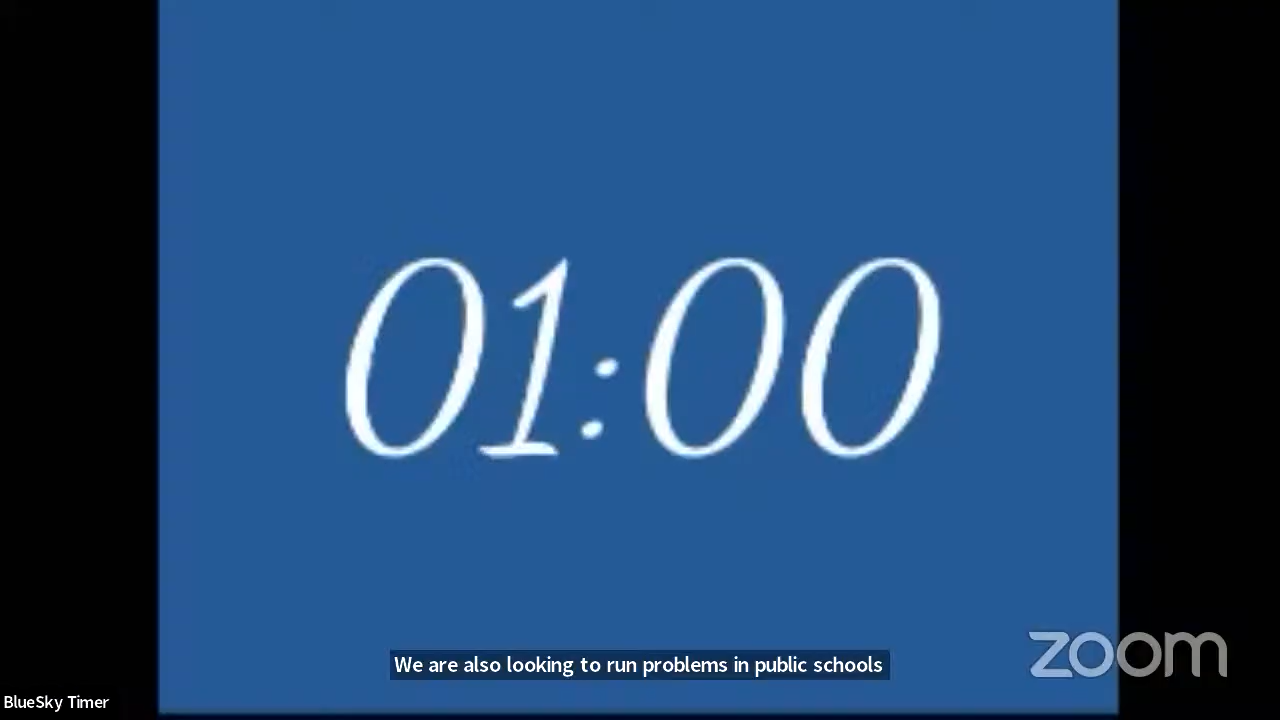 01:00
We are also looking to run problems in public schools
zoom
BlueSky Timer